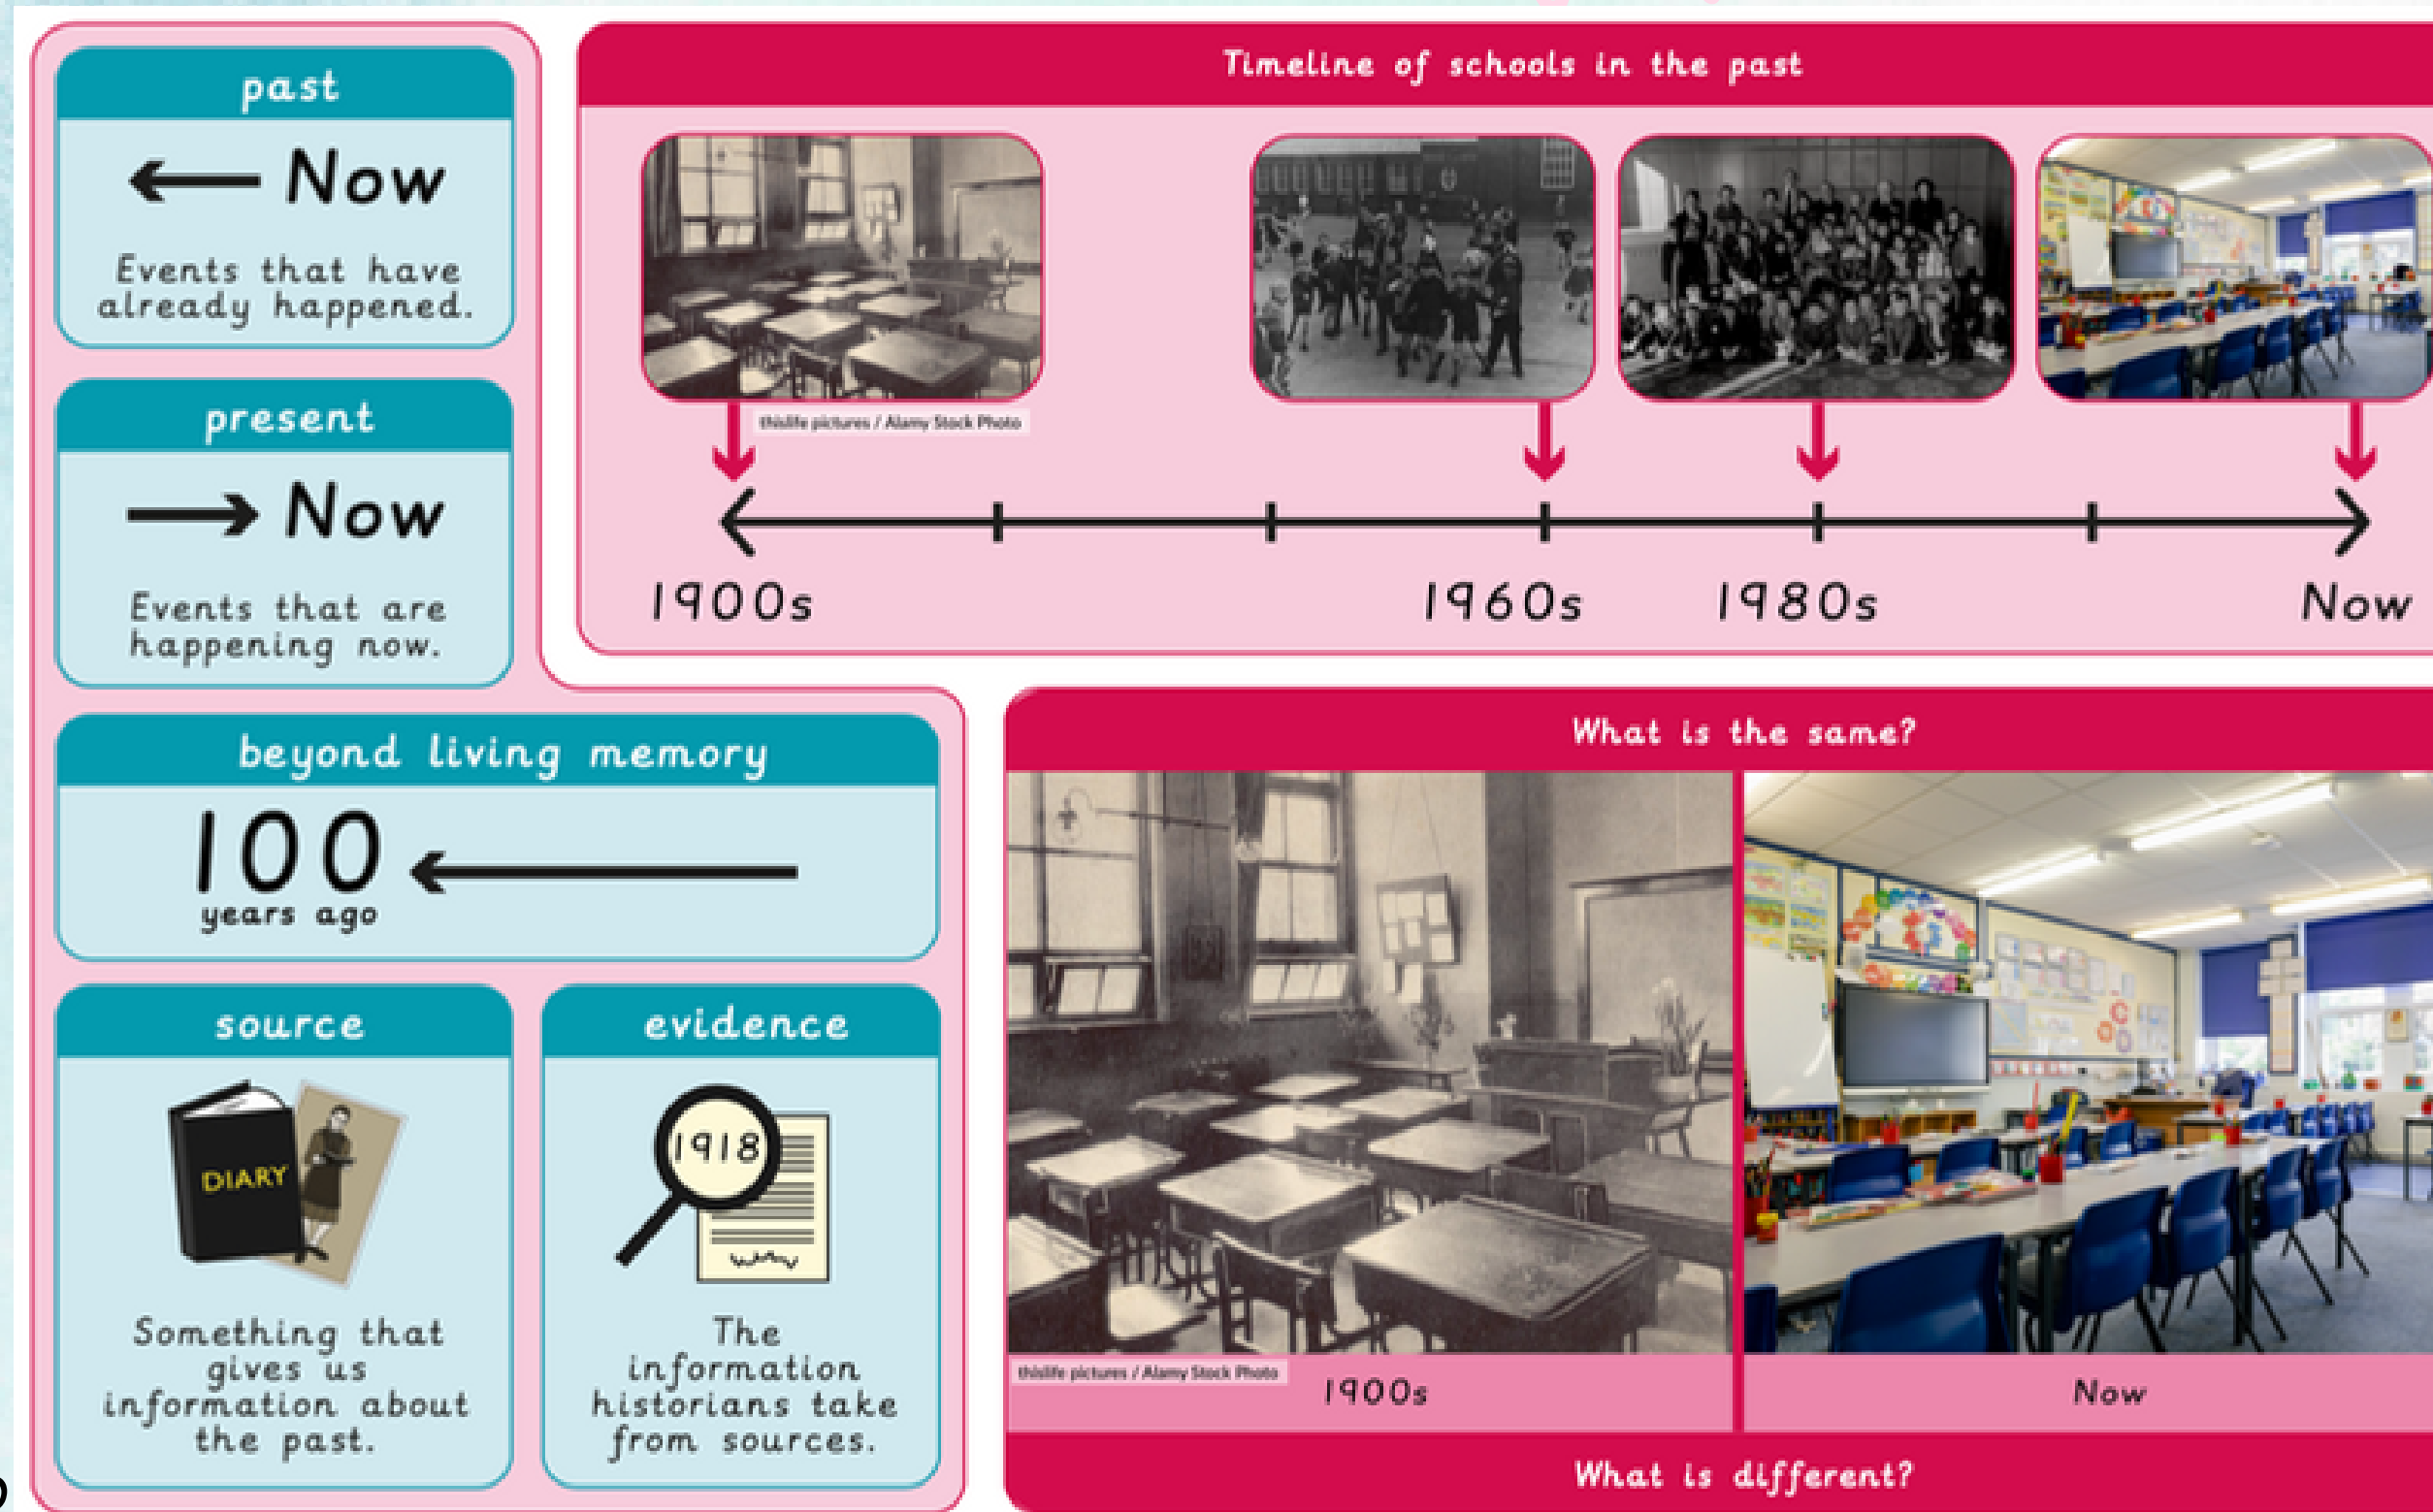 past
Now
Events that have
already happened.
present
Now
Events that are
happening now.
beyond living memory
100
years ago
source
DIARY
Something that
gives us
information about
the past.
evidence
1918
The
information
historians take
from sources.
Timeline of schools in the past
thislife pictures / Alamy Stock Photo
1900s
1960s
1980s
Now
What is the same?
thislife pictures / Alamy Stock Photo
1900s
Now
What is different?